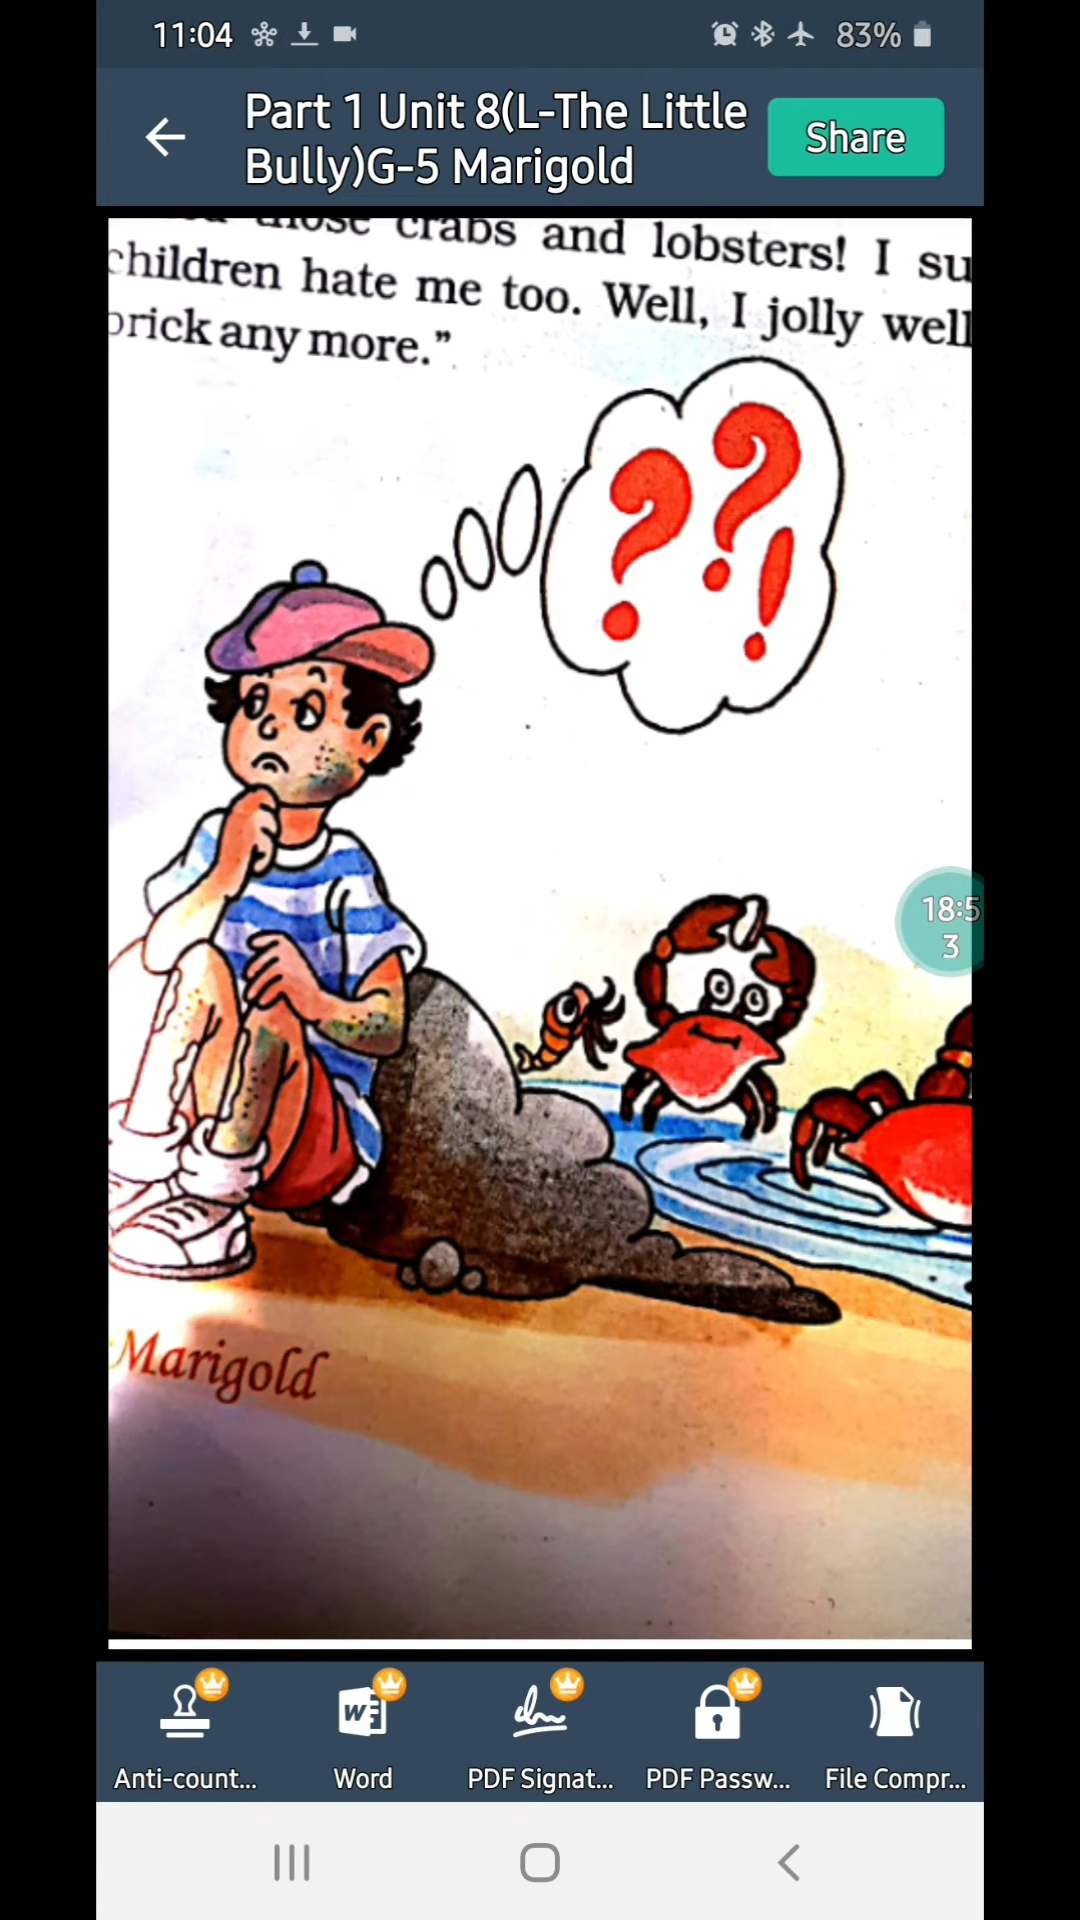 11:04
83%
Part 1 Unit 8(L-The Little
Bully)G-5 Marigold
Share
those crabs and lobsters! I su
children hate me too. Well, I jolly well
brick any more.”
? ? !
18:5
3
Marigold
Anti-count...
Word
PDF Signat...
PDF Passw...
File Compr...